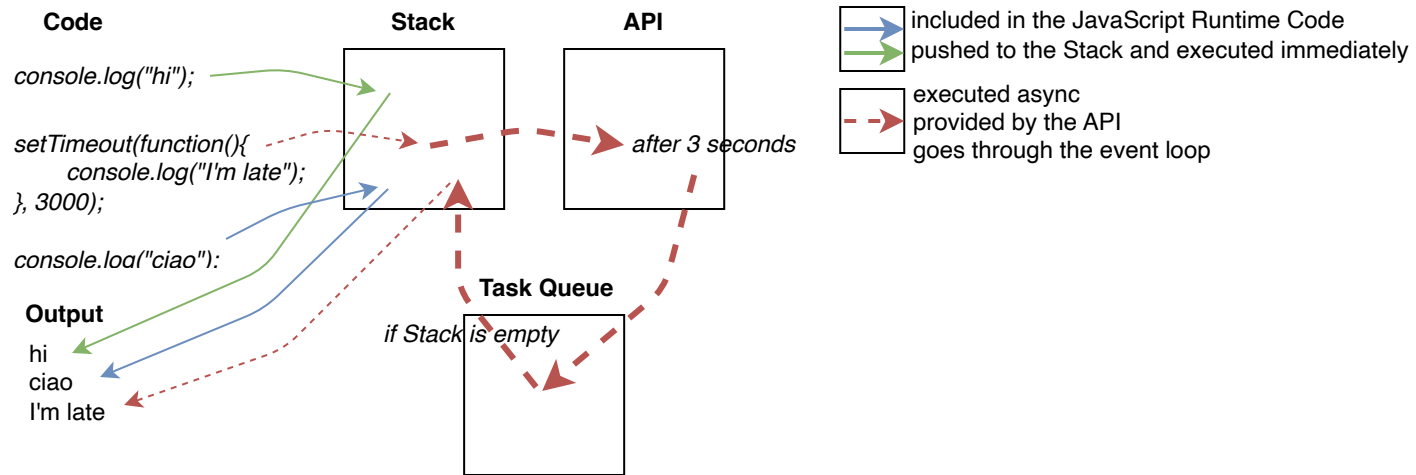 Code
Stack
API
console.log("hi");
setTimeout(function(){
console.log("I'm late");
}, 3000);
console.log("ciao");
after 3 seconds
Task Queue
if Stack is empty
Output
hi
ciao
I'm late
included in the JavaScript Runtime Code
pushed to the Stack and executed immediately
executed async
provided by the API
goes through the event loop